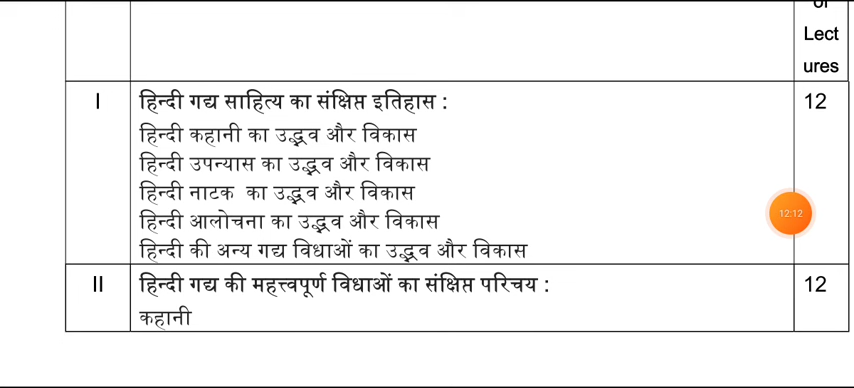 or
Lect
ures
I हिन्दी गद्य साहित्य का संक्षिप्त इतिहास : 12
हिन्दी कहानी का उद्भव और विकास
हिन्दी उपन्यास का उद्भव और विकास
हिन्दी नाटक का उद्भव और विकास
हिन्दी आलोचना का उद्भव और विकास
12:12
हिन्दी की अन्य गद्य विधाओं का उद्भव और विकास
II हिन्दी गद्य की महत्त्वपूर्ण विधाओं का संक्षिप्त परिचय : 12
कहानी